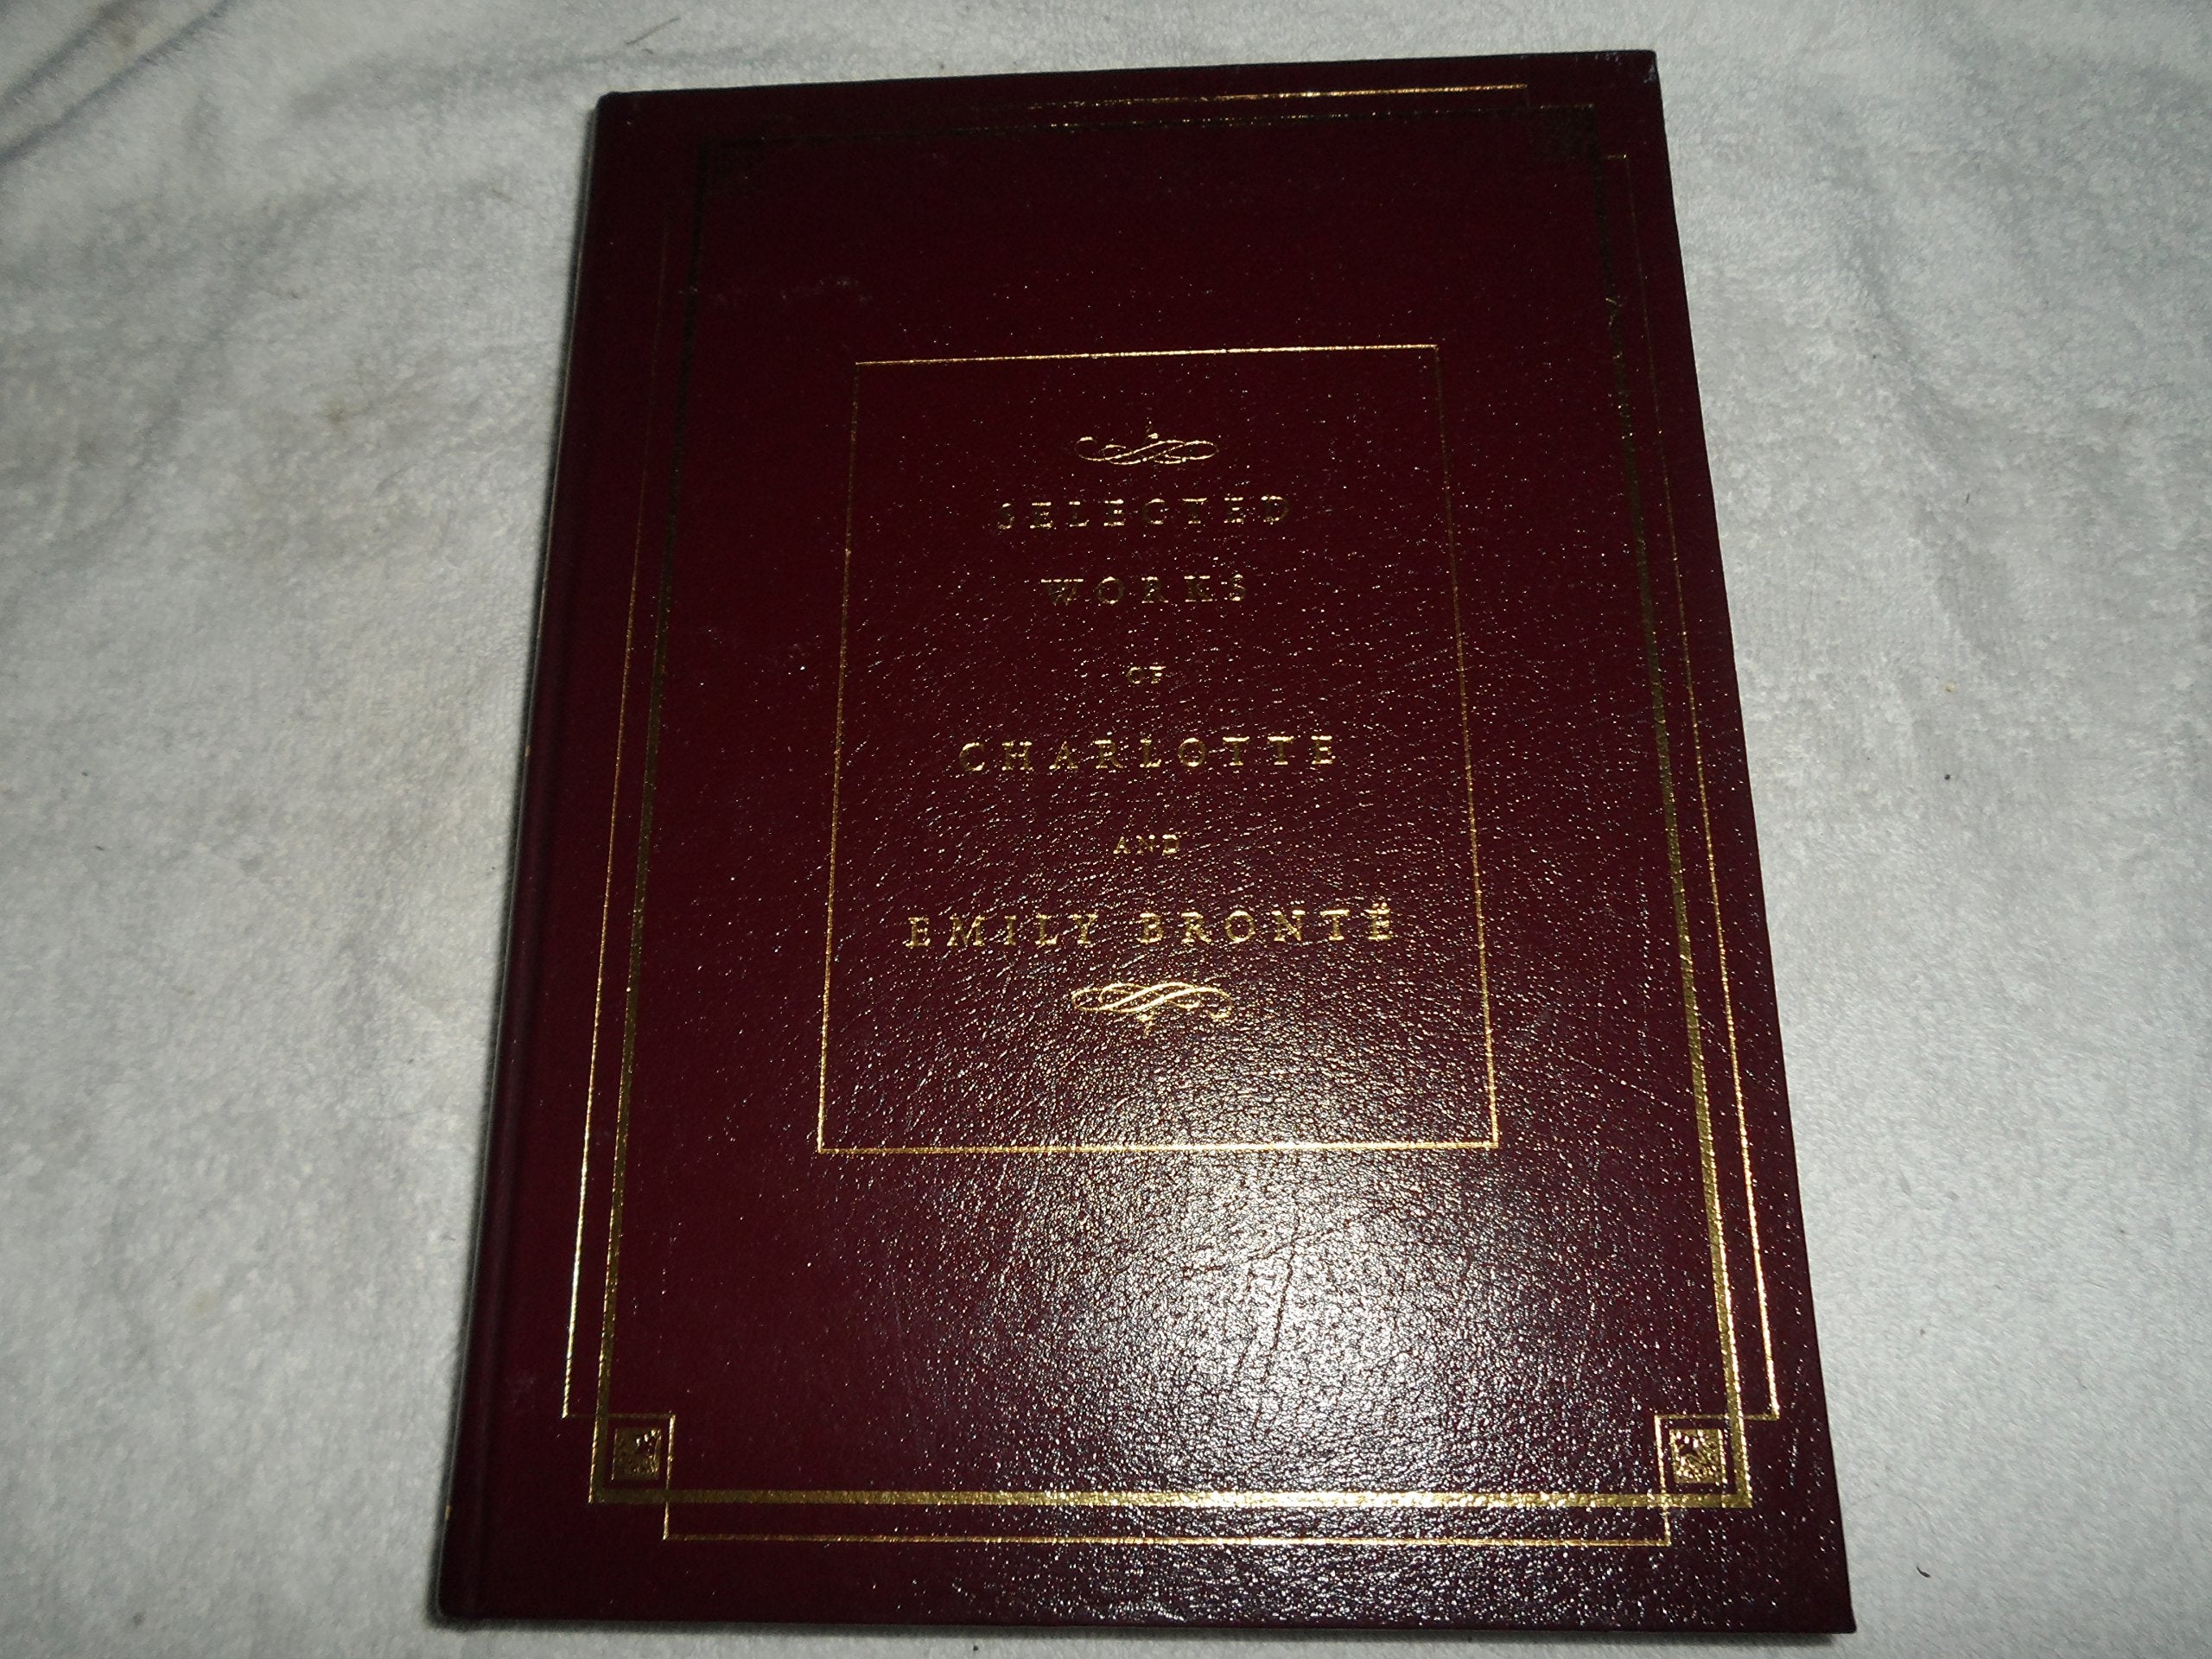 SELECTED
WORKS
OF
CHARLOTTE
AND
EMILY BRONTË